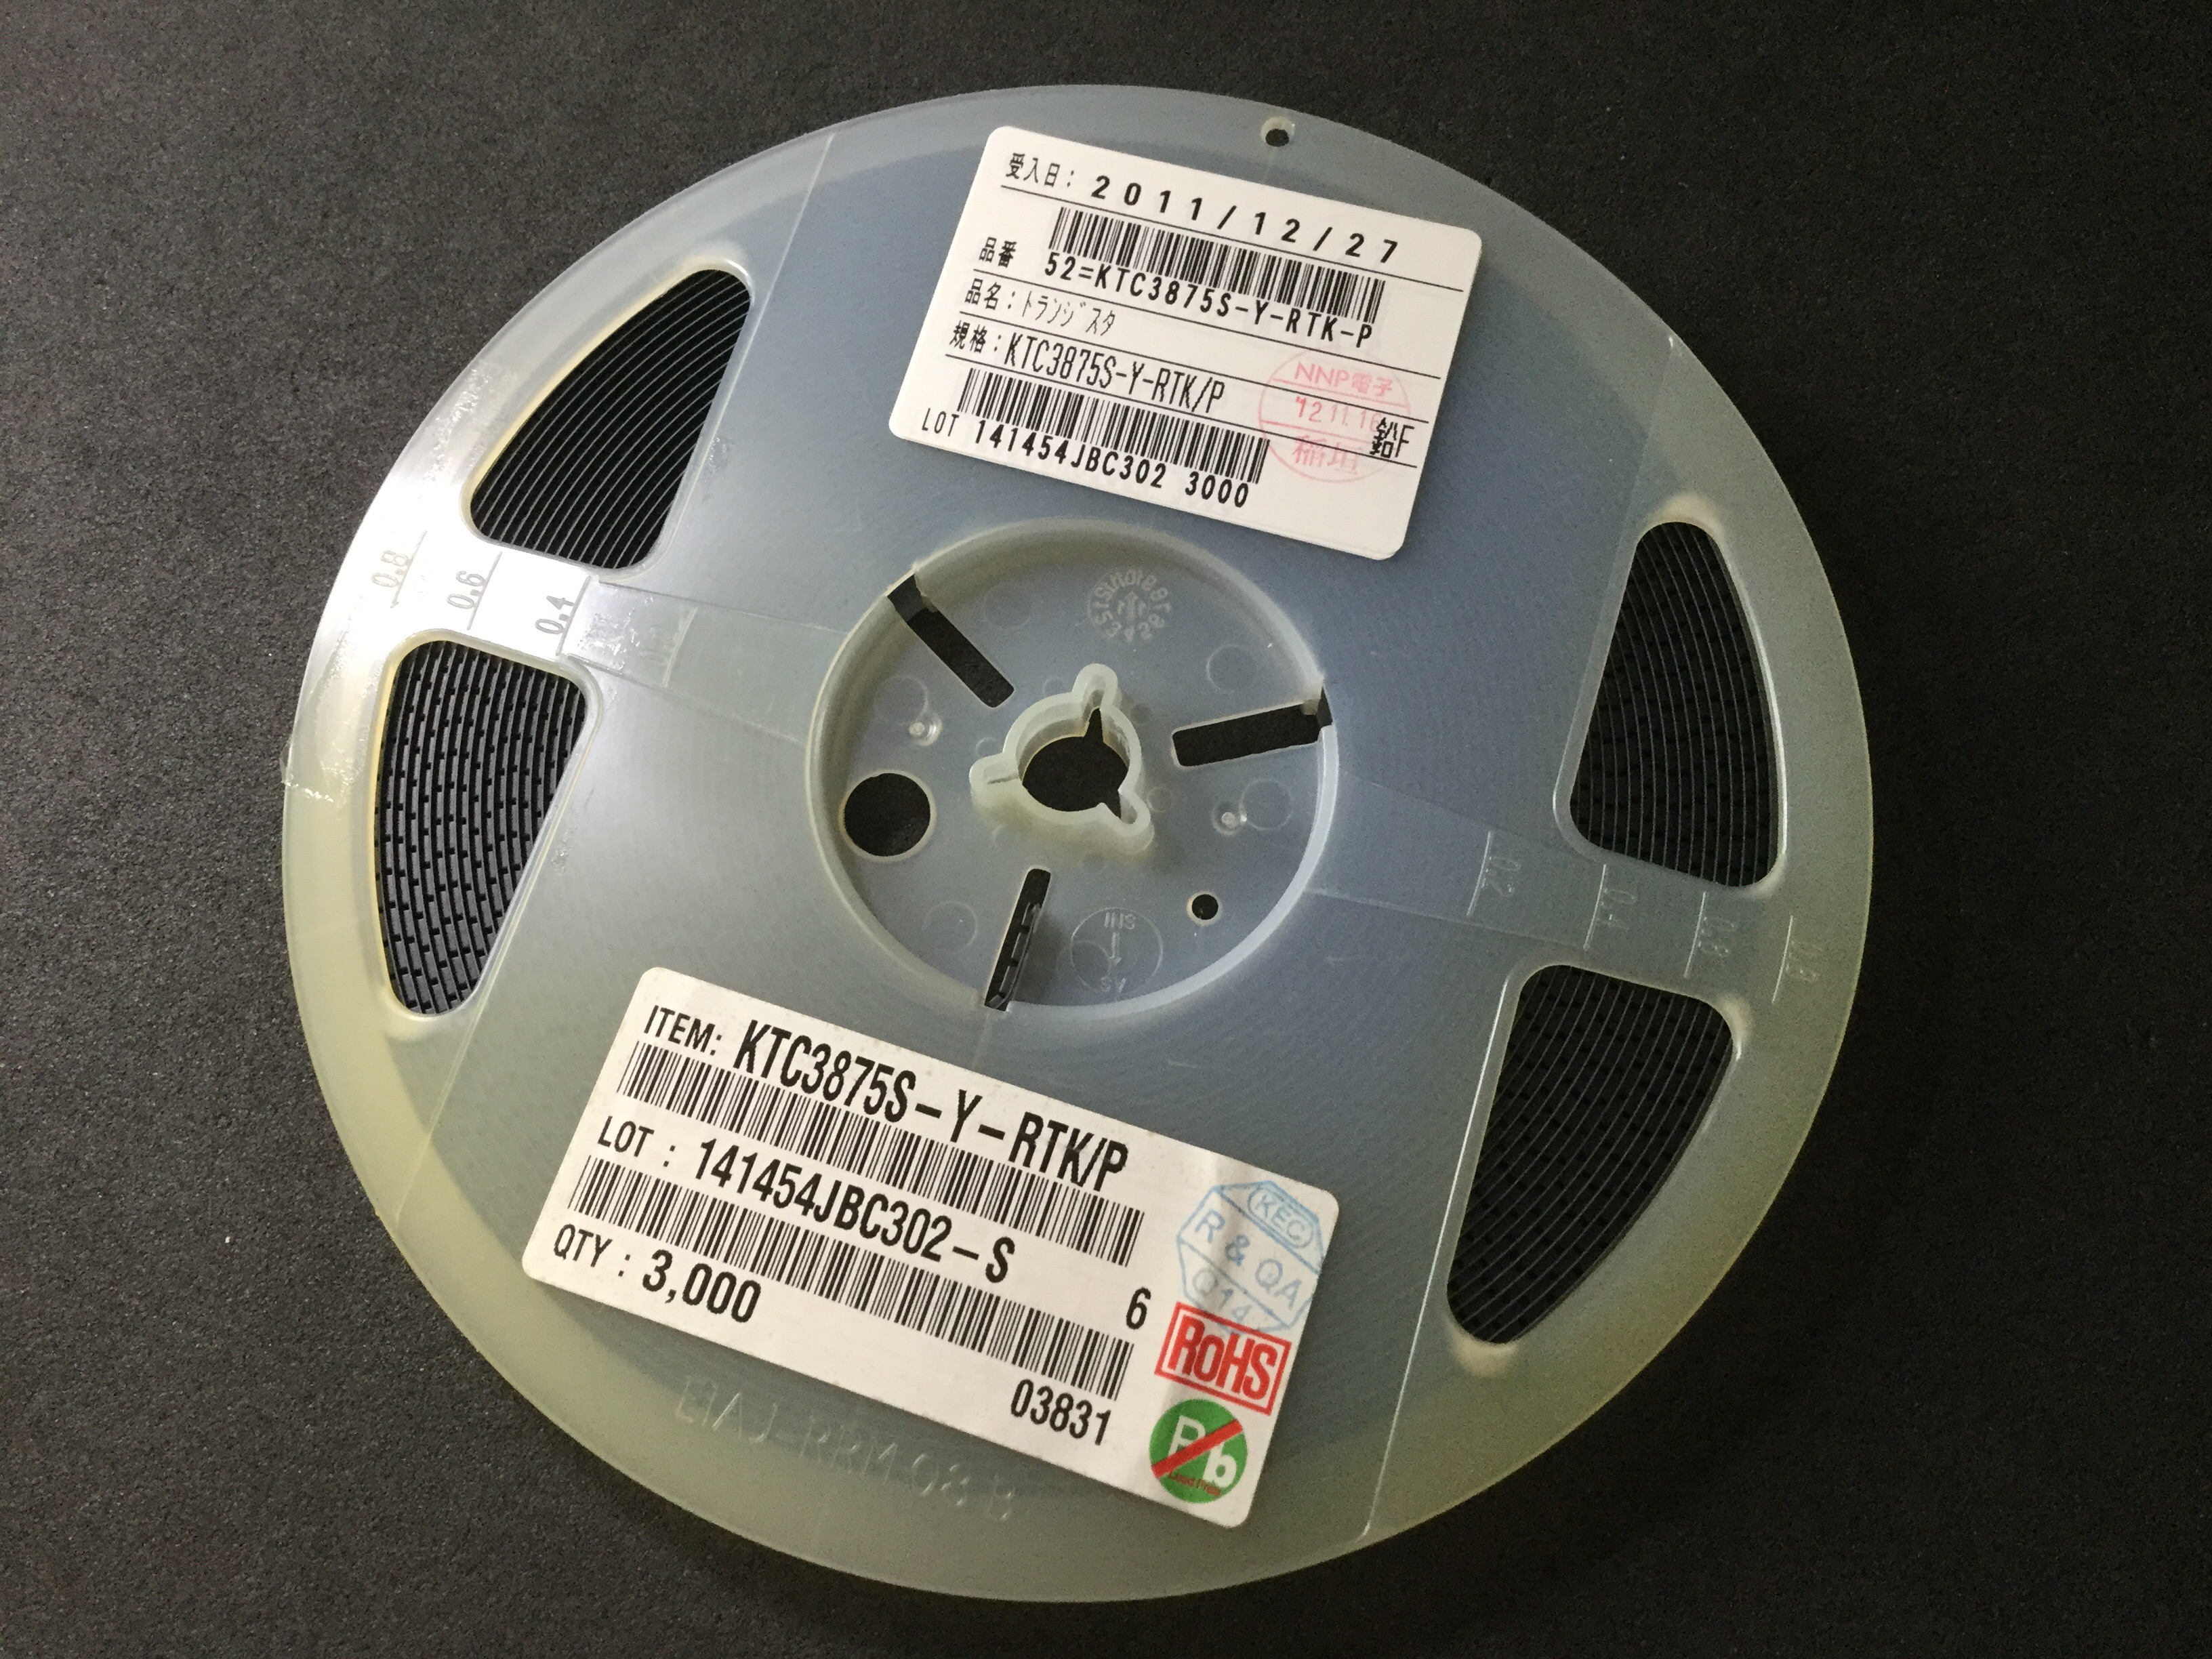 受入日: 2011/12/27
品番 52=KTC3875S-Y-RTK-P
品名:トランジスタ
規格:KTC3875S-Y-RTK/P
NNP電子
鉛F
LOT 141454JBC302 3000
0.8
0.6
0.4
INS
0.2
0.4
0.8
ITEM: KTC3875S-Y-RTK/P
LOT : 141454JBC302-S
6
QTY : 3,000
03831
KEC
R & QA
RoHS
Pb
Lead Free
EIAJ-RRM 08 B